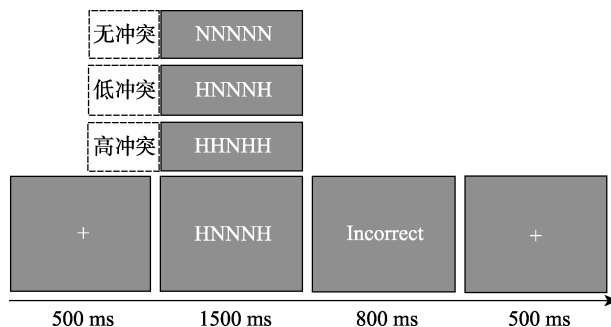 无冲突 NNNNN
低冲突 HNNNH
高冲突 HHNHH
+ HNNNH Incorrect +
500 ms 1500 ms 800 ms 500 ms